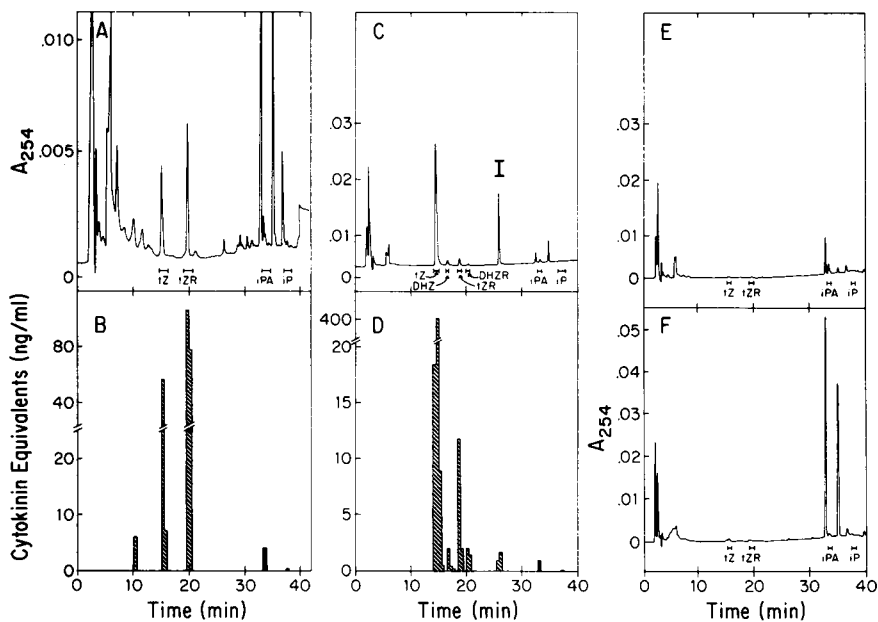 A
A254
.010
.005
0
tZ
tZR
iPA
iP
B
Cytokinin Equivalents (ng/ml)
80
40
20
10
0
10 20 30 40
Time (min)
C
.03
.02
.01
0
I
tZ
DHZ
tZR
DHZR
iPA
iP
D
400
20
15
10
5
0
0 10 20 30 40
Time (min)
E
.03
.02
.01
0
tZ
tZR
iPA
iP
F
A254
.05
.04
.03
.02
.01
0
tZ
tZR
iPA
iP
0 10 20 30 40
Time (min)